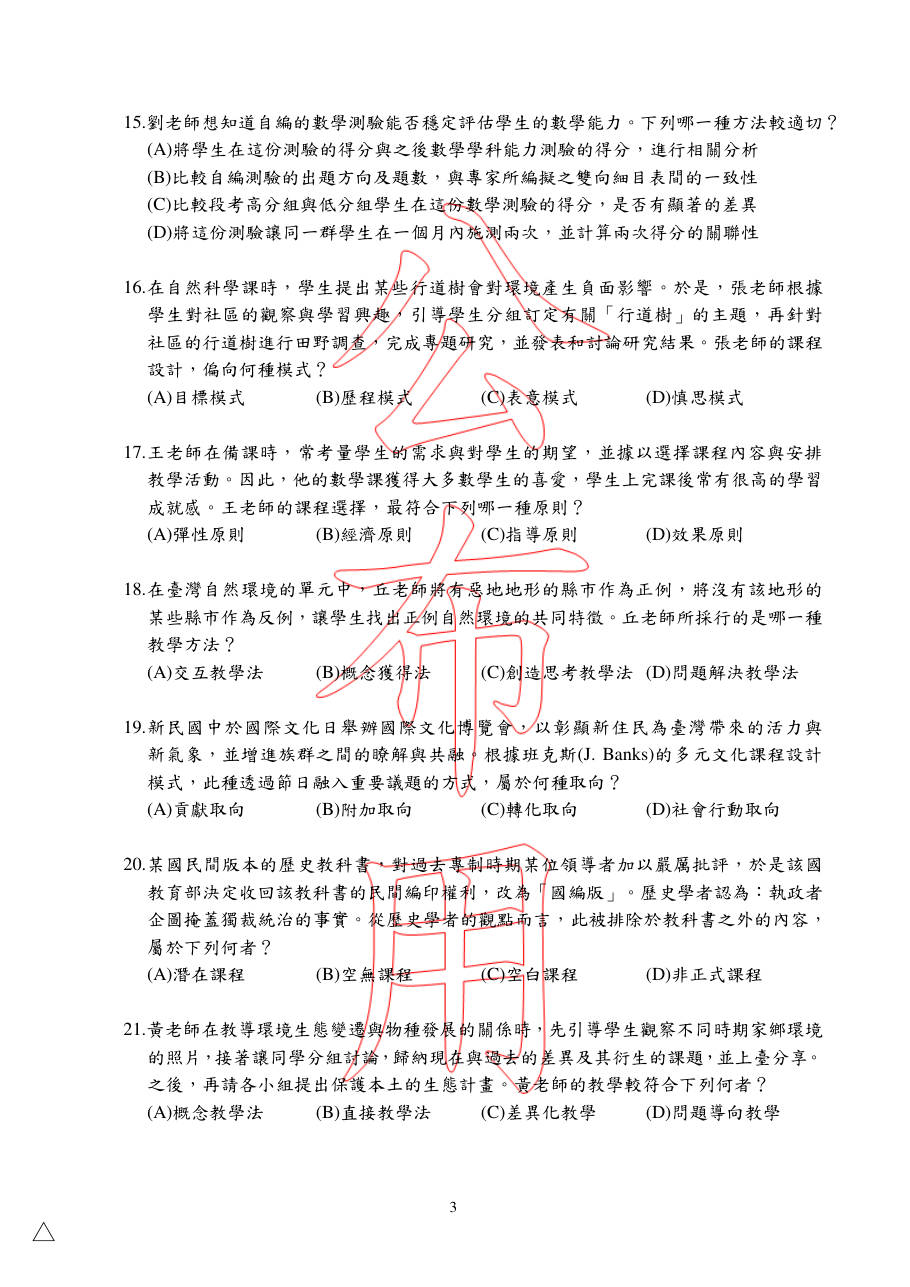 15.劉老師想知道自編的數學測驗能否穩定評估學生的數學能力。下列哪一種方法較適切？
(A)將學生在這份測驗的得分與之後數學學科能力測驗的得分，進行相關分析
(B)比較自編測驗的出題方向及題數，與專家所編擬之雙向細目表間的一致性
(C)比較段考高分組與低分組學生在這份數學測驗的得分，是否有顯著的差異
(D)將這份測驗讓同一群學生在一個月內施測兩次，並計算兩次得分的關聯性
16.在自然科學課時，學生提出某些行道樹會對環境產生負面影響。於是，張老師根據
學生對社區的觀察與學習興趣，引導學生分組訂定有關「行道樹」的主題，再針對
社區的行道樹進行田野調查，完成專題研究，並發表和討論研究結果。張老師的課程
設計，偏向何種模式？
(A)目標模式 (B)歷程模式 (C)表意模式 (D)慎思模式
17.王老師在備課時，常考量學生的需求與對學生的期望，並據以選擇課程內容與安排
教學活動。因此，他的數學課獲得大多數學生的喜愛，學生上完課後常有很高的學習
成就感。王老師的課程選擇，最符合下列哪一種原則？
(A)彈性原則 (B)經濟原則 (C)指導原則 (D)效果原則
18.在臺灣自然環境的單元中，丘老師將有惡地地形的縣市作為正例，將沒有該地形的
某些縣市作為反例，讓學生找出正例自然環境的共同特徵。丘老師所採行的是哪一種
教學方法？
(A)交互教學法 (B)概念獲得法 (C)創造思考教學法 (D)問題解決教學法
19.新民國中於國際文化日舉辦國際文化博覽會，以彰顯新住民為臺灣帶來的活力與
新氣象，並增進族群之間的瞭解與共融。根據班克斯(J. Banks)的多元文化課程設計
模式，此種透過節日融入重要議題的方式，屬於何種取向？
(A)貢獻取向 (B)附加取向 (C)轉化取向 (D)社會行動取向
20.某國民間版本的歷史教科書，對過去專制時期某位領導者加以嚴厲批評，於是該國
教育部決定收回該教科書的民間編印權利，改為「國編版」。歷史學者認為：執政者
企圖掩蓋獨裁統治的事實。從歷史學者的觀點而言，此被排除於教科書之外的內容，
屬於下列何者？
(A)潛在課程 (B)空無課程 (C)空白課程 (D)非正式課程
21.黃老師在教導環境生態變遷與物種發展的關係時，先引導學生觀察不同時期家鄉環境
的照片，接著讓同學分組討論，歸納現在與過去的差異及其衍生的課題，並上臺分享。
之後，再請各小組提出保護本土的生態計畫。黃老師的教學較符合下列何者？
(A)概念教學法 (B)直接教學法 (C)差異化教學 (D)問題導向教學
公布用
3